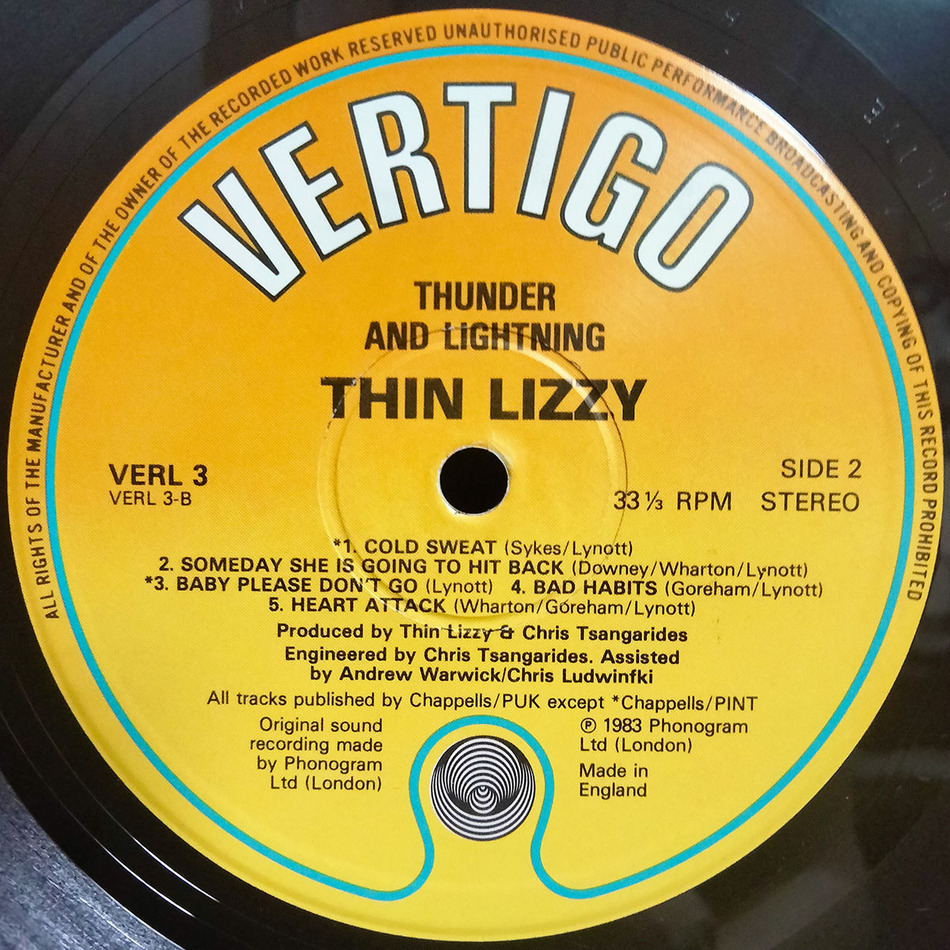 ALL RIGHTS OF THE MANUFACTURER AND OF THE OWNER OF THE RECORDED WORK RESERVED UNAUTHORISED PUBLIC PERFORMANCE BROADCASTING AND COPYING OF THIS RECORD PROHIBITED
VERTIGO
THUNDER
AND LIGHTNING
THIN LIZZY
VERL 3
VERL 3-B
SIDE 2
33⅓ RPM STEREO
*1. COLD SWEAT (Sykes/Lynott)
2. SOMEDAY SHE IS GOING TO HIT BACK (Downey/Wharton/Lynott)
*3. BABY PLEASE DON'T GO (Lynott) 4. BAD HABITS (Goreham/Lynott)
5. HEART ATTACK (Wharton/Goreham/Lynott)
Produced by Thin Lizzy & Chris Tsangarides
Engineered by Chris Tsangarides. Assisted
by Andrew Warwick/Chris Ludwinfki
All tracks published by Chappells/PUK except *Chappells/PINT
Original sound
recording made
by Phonogram
Ltd (London)
℗ 1983 Phonogram
Ltd (London)
Made in
England